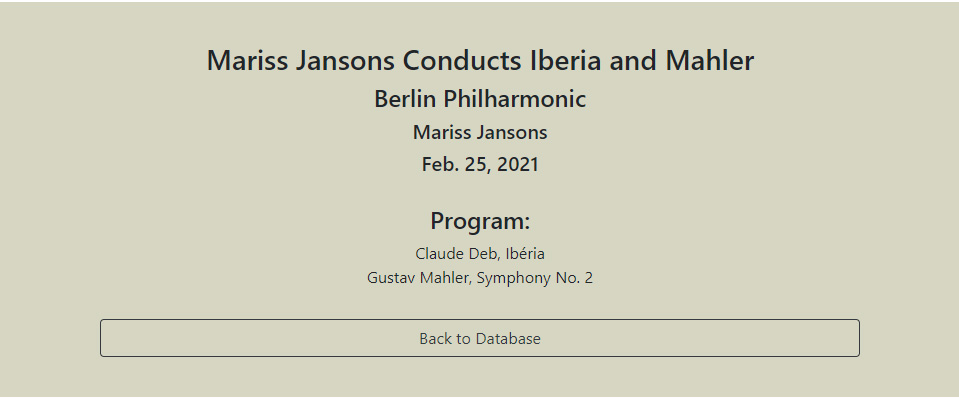 Mariss Jansons Conducts Iberia and Mahler
Berlin Philharmonic
Mariss Jansons
Feb. 25, 2021
Program:
Claude Deb, Ibéria
Gustav Mahler, Symphony No. 2
Back to Database